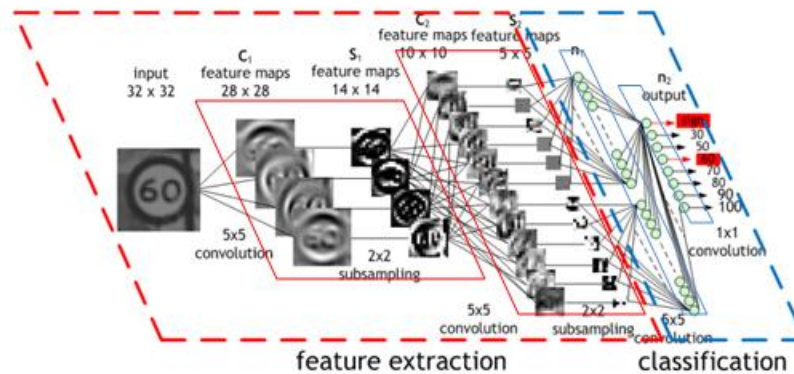 input
32 x 32
C₁
feature maps
28 x 28
S₁
feature maps
14 x 14
C₂
feature maps
10 x 10
S₂
feature maps
5 x 5
n₁
n₂
output
60
30
50
60
70
80
90
100
5x5
convolution
2x2
subsampling
5x5
convolution
2x2
subsampling
convolution
1x1
convolution
feature extraction
classification